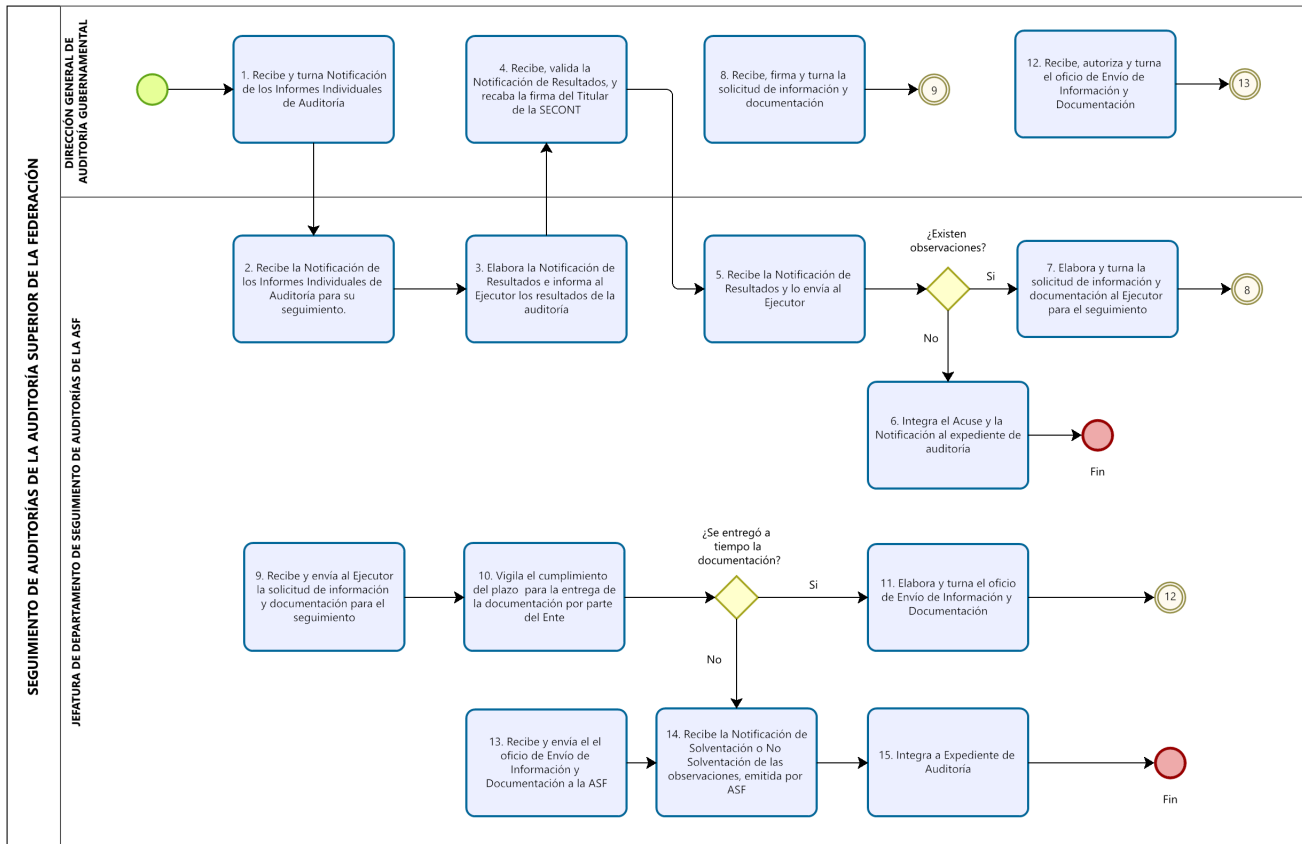 SEGUIMIENTO DE AUDITORÍAS DE LA AUDITORÍA SUPERIOR DE LA FEDERACIÓN
DIRECCIÓN GENERAL DE
AUDITORÍA GUBERNAMENTAL
1. Recibe y turna Notificación
de los Informes Individuales
de Auditoría
4. Recibe, valida la
Notificación de Resultados, y
recaba la firma del Titular
de la SECONT
8. Recibe, firma y turna la
solicitud de información y
documentación
9
12. Recibe, autoriza y turna
el oficio de Envío de
Información y
Documentación
13
JEFATURA DE DEPARTAMENTO DE SEGUIMIENTO DE AUDITORÍAS DE LA ASF
2. Recibe la Notificación de
los Informes Individuales de
Auditoría para su
seguimiento.
3. Elabora la Notificación de
Resultados e informa al
Ejecutor los resultados de la
auditoría
5. Recibe la Notificación de
Resultados y lo envía al
Ejecutor
¿Existen
observaciones?
Si
No
7. Elabora y turna la
solicitud de información y
documentación al Ejecutor
para el seguimiento
8
6. Integra el Acuse y la
Notificación al expediente de
auditoría
Fin
9. Recibe y envía al Ejecutor
la solicitud de información
y documentación para el
seguimiento
10. Vigila el cumplimiento
del plazo para la entrega de
la documentación por parte
del Ente
¿Se entregó a
tiempo la
documentación?
Si
No
11. Elabora y turna el oficio
de Envío de Información y
Documentación
12
13. Recibe y envía el el
oficio de Envío de
Información y
Documentación a la ASF
14. Recibe la Notificación de
Solventación o No
Solventación de las
observaciones, emitida por
ASF
15. Integra a Expediente de
Auditoría
Fin